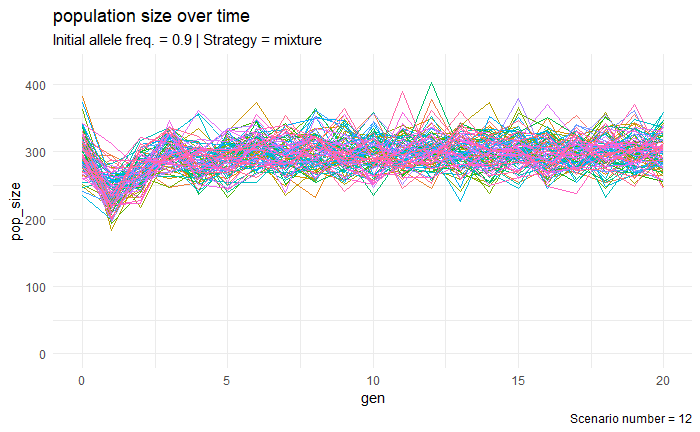 population size over time
Initial allele freq. = 0.9 | Strategy = mixture
400
300
200
100
0
pop_size
0 5 10 15 20
gen
Scenario number = 12